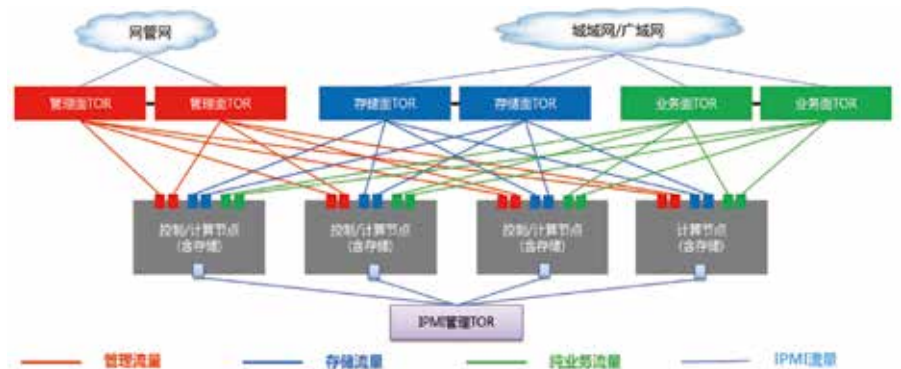 网管网
城域网/广域网
管理面TOR
管理面TOR
存储面TOR
存储面TOR
业务面TOR
业务面TOR
控制/计算节点
(含存储)
控制/计算节点
(含存储)
控制/计算节点
(含存储)
计算节点
(含存储)
IPMI管理TOR
管理流量
存储流量
纯业务流量
IPMI流量